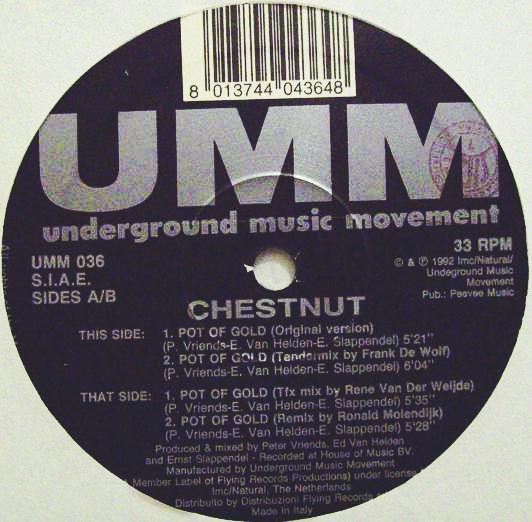 8 013744 043648
UMM
underground music movement
UMM 036
S.I.A.E.
SIDES A/B
33 RPM
© & ℗ 1992 Imc/Natural/
Undeground Music
Movement
Pub.: Peevee Music
CHESTNUT
THIS SIDE: 1. POT OF GOLD (Original version)
(P. Vriends-E. Van Helden-E. Slappendel) 5'21"
2. POT OF GOLD (Tendermix by Frank De Wolf)
(P. Vriends-E. Van Helden-E. Slappendel) 6'04"
THAT SIDE: 1. POT OF GOLD (Tfx mix by Rene Van Der Weijde)
(P. Vriends-E. Van Helden-E. Slappendel) 5'35"
2. POT OF GOLD (Remix by Ronald Molendijk)
(P. Vriends-E. Van Helden-E. Slappendel) 5'28"
Produced & mixed by Peter Vriends, Ed Van Helden
and Ernst Slappendel - Recorded at House of Music BV.
Manufactured by Underground Music Movement
Member Label of Flying Records Productions) under license
Imc/Natural, The Netherlands
Distribuito by Distribuzioni Flying Records
Made In Italy